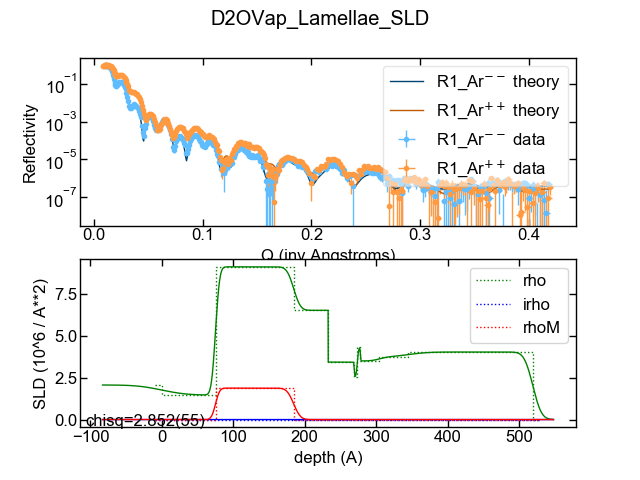 D2OVap_Lamellae_SLD
Reflectivity
10⁻¹
10⁻³
10⁻⁵
10⁻⁷
R1_Ar⁻⁻ theory
R1_Ar⁺⁺ theory
R1_Ar⁻⁻ data
R1_Ar⁺⁺ data
0.0 0.1 0.2 0.3 0.4
Q (inv Angstroms)
SLD (10^6 / A**2)
7.5
5.0
2.5
0.0
rho
irho
rhoM
chisq=2.852(55)
−100 0 100 200 300 400 500
depth (A)